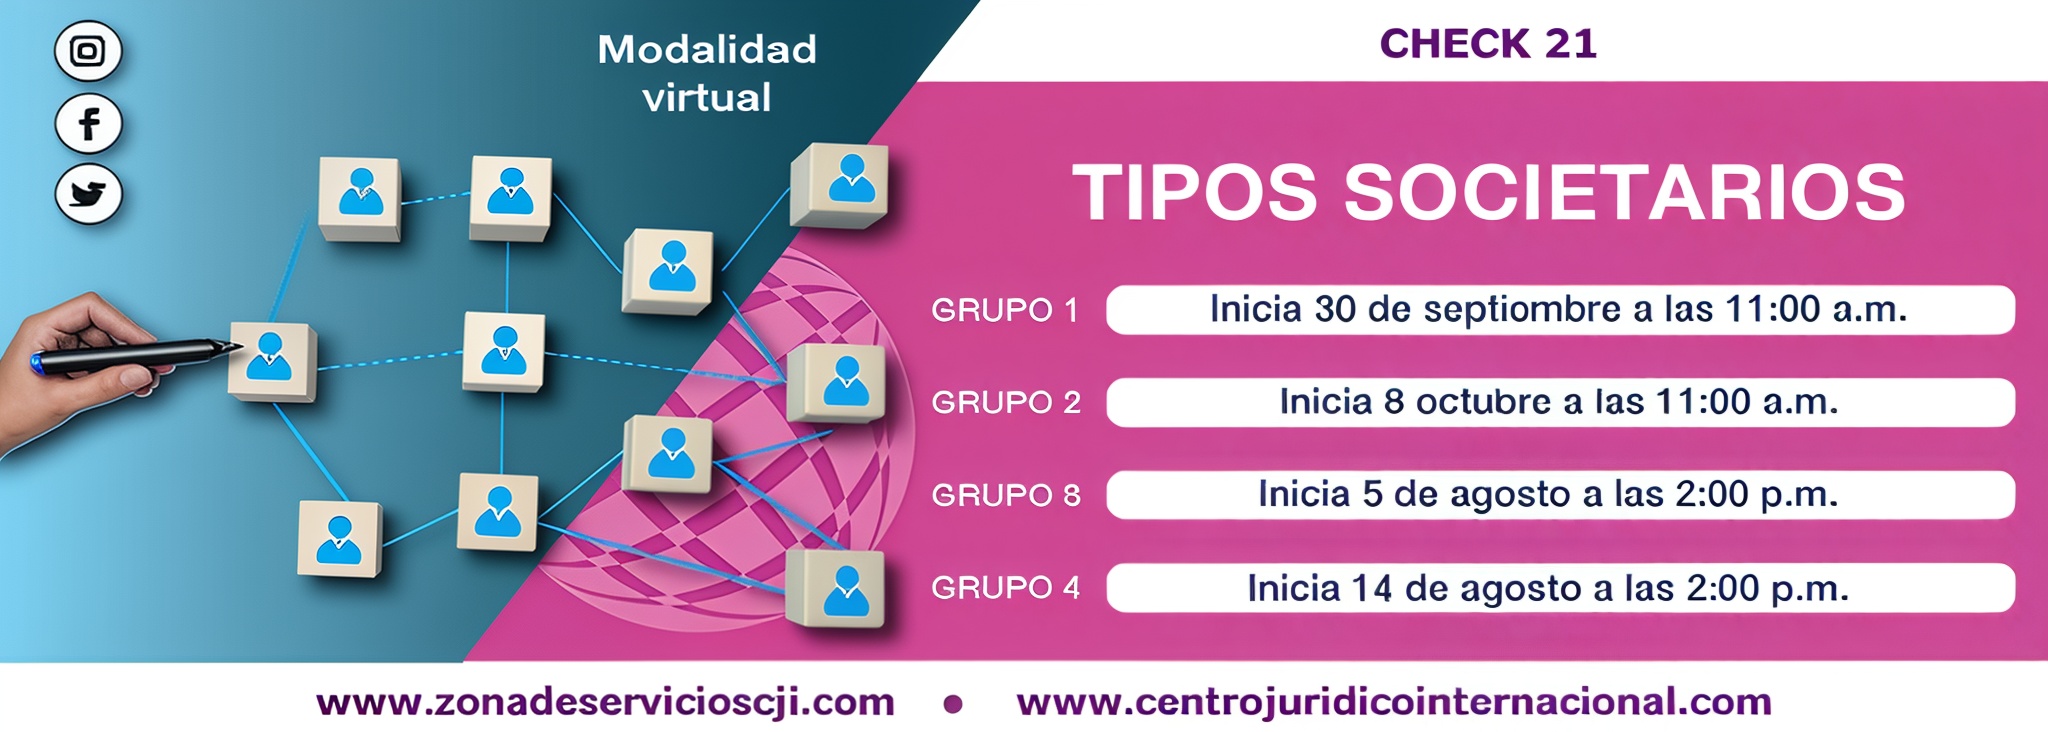 Modalidad
virtual
CHECK 21
TIPOS SOCIETARIOS
GRUPO 1 Inicia 30 de septiombre a las 11:00 a.m.
GRUPO 2 Inicia 8 octubre a las 11:00 a.m.
GRUPO 8 Inicia 5 de agosto a las 2:00 p.m.
GRUPO 4 Inicia 14 de agosto a las 2:00 p.m.
www.zonadeservicioscji.com • www.centrojuridicointernacional.com